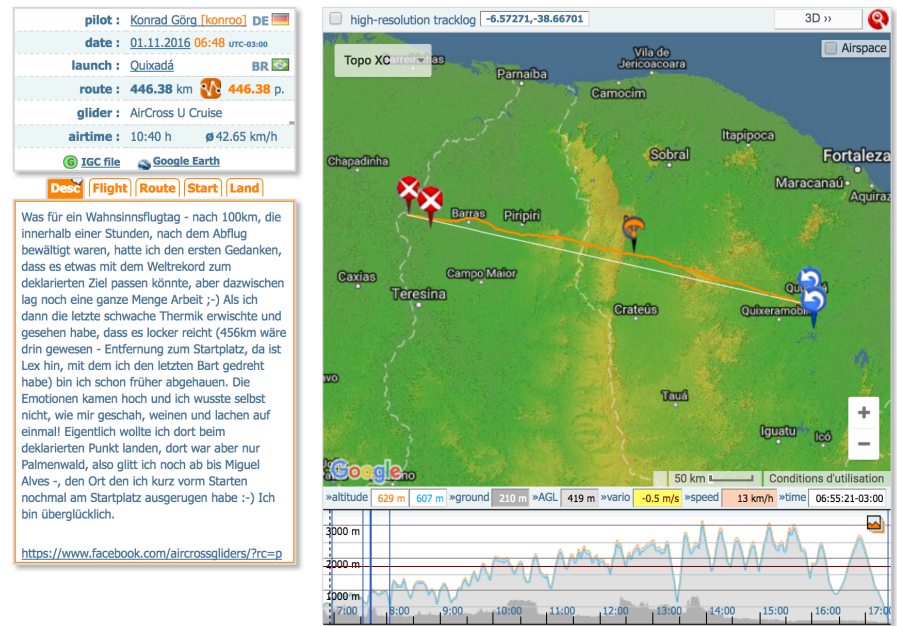 pilot : Konrad Görg [konroo] DE
date : 01.11.2016 06:48 UTC-03:00
launch : Quixadá BR
route : 446.38 km 446.38 p.
glider : AirCross U Cruise
airtime : 10:40 h ø 42.65 km/h
G IGC file Google Earth
Desc Flight Route Start Land
Was für ein Wahnsinnsflugtag - nach 100km, die
innerhalb einer Stunden, nach dem Abflug
bewältigt waren, hatte ich den ersten Gedanken,
dass es etwas mit dem Weltrekord zum
deklarierten Ziel passen könnte, aber dazwischen
lag noch eine ganze Menge Arbeit ;-) Als ich
dann die letzte schwache Thermik erwischte und
gesehen habe, dass es locker reicht (456km wäre
drin gewesen - Entfernung zum Startplatz, da ist
Lex hin, mit dem ich den letzten Bart gedreht
habe) bin ich schon früher abgehauen. Die
Emotionen kamen hoch und ich wusste selbst
nicht, wie mir geschah, weinen und lachen auf
einmal! Eigentlich wollte ich dort beim
deklarierten Punkt landen, dort war aber nur
Palmenwald, also glitt ich noch ab bis Miguel
Alves -, den Ort den ich kurz vorm Starten
nochmal am Startplatz ausgerugen habe :-) Ich
bin überglücklich.
https://www.facebook.com/aircrossgliders/?rc=p
high-resolution tracklog -6.57271,-38.66701 3D ››
Topo XC
Airspace
Vila de
Jericoacoara
Parnaíba
Camocim
Itapipoca
Chapadinha
Sobral
Fortaleza
Maracanaú
Aquiraz
Barras
Piripiri
Caxias
Campo Maior
Teresina
Crateús
Quixeramobi
Tauá
Iguatu
Icó
+
−
Google
50 km Conditions d'utilisation
»altitude 629 m 607 m »ground 210 m »AGL 419 m »vario -0.5 m/s »speed 13 km/h »time 06:55:21-03:00
3000 m
2000 m
1000 m
7:00 8:00 9:00 10:00 11:00 12:00 13:00 14:00 15:00 16:00 17:0